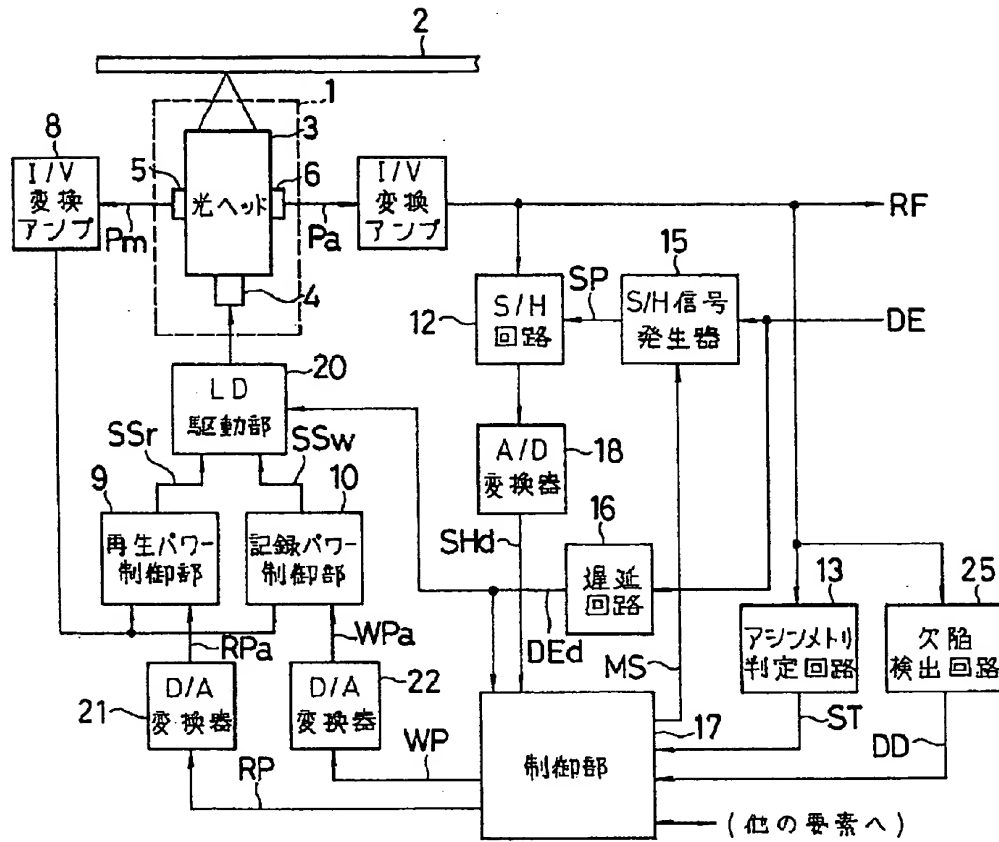 2
1
3
8
I/V
変換
アンプ
5
Pm
光ヘッド
6
Pa
I/V
変換
アンプ
RF
4
12
S/H
回路
SP
15
S/H信号
発生器
DE
20
LD
駆動部
SSr
SSw
A/D
変換器
18
9
再生パワー
制御部
10
記録パワー
制御部
SHd
16
遅延
回路
DEd
MS
13
アシンメトリ
判定回路
25
欠陥
検出回路
RPa
WPa
21
D/A
変換器
D/A
変換器
22
WP
RP
17
制御部
ST
DD
(他の要素へ)